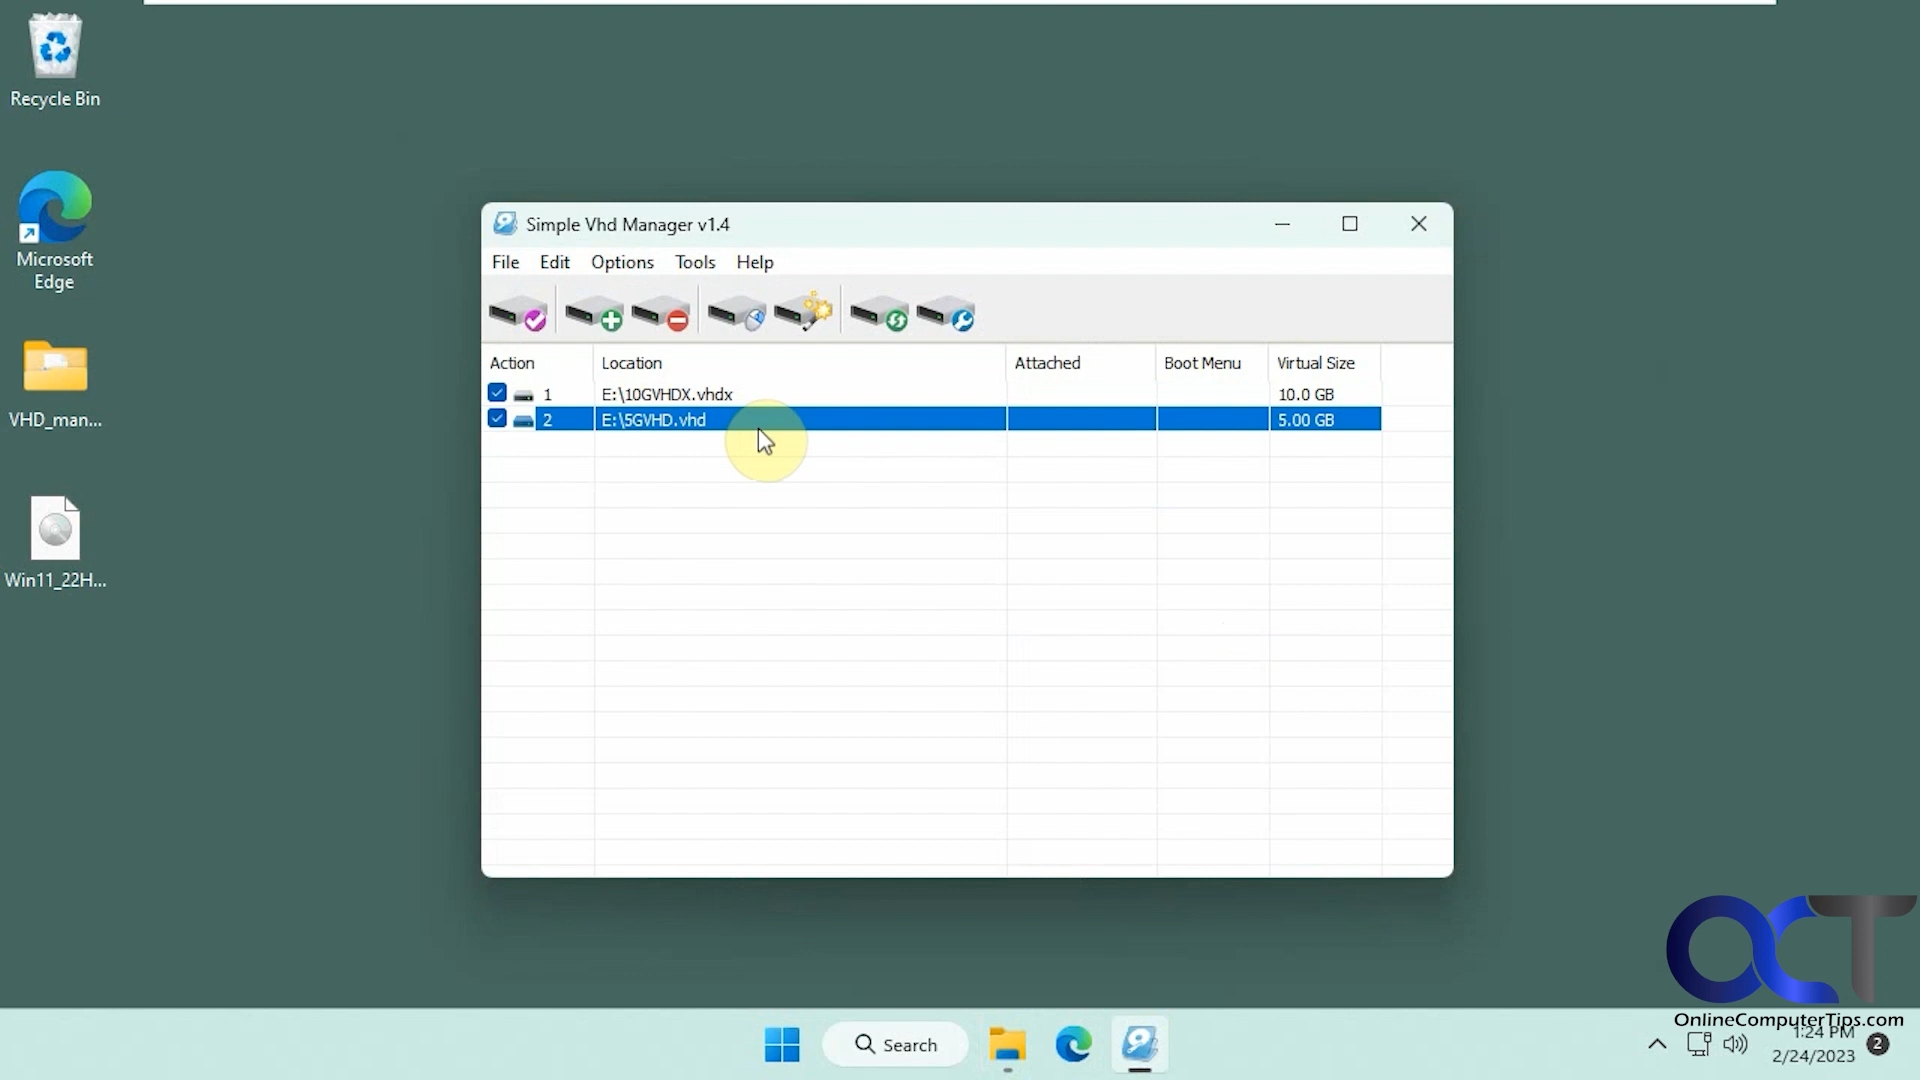 Recycle Bin
Microsoft
Edge
VHD_man...
Win11_22H...
Simple Vhd Manager v1.4
File Edit Options Tools Help
Action Location Attached Boot Menu Virtual Size
1 E:\10GVHDX.vhdx 10.0 GB
2 E:\5GVHD.vhd 5.00 GB
OCT
OnlineComputerTips.com
Search
1:24 PM
2/24/2023
2